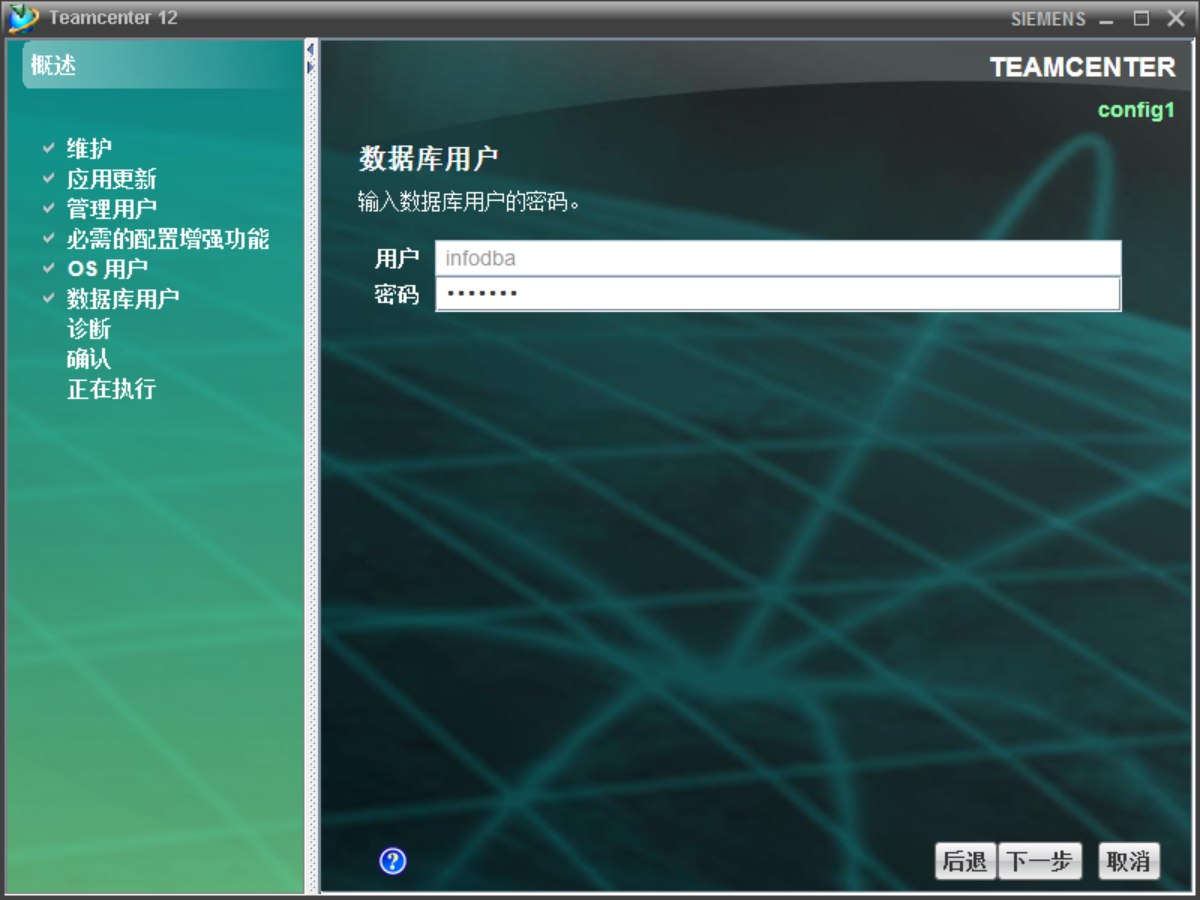 Teamcenter 12
SIEMENS
概述
维护
应用更新
管理用户
必需的配置增强功能
OS 用户
数据库用户
诊断
确认
正在执行
TEAMCENTER
config1
数据库用户
输入数据库用户的密码。
用户 infodba
密码 •••••••
?
后退 下一步 取消